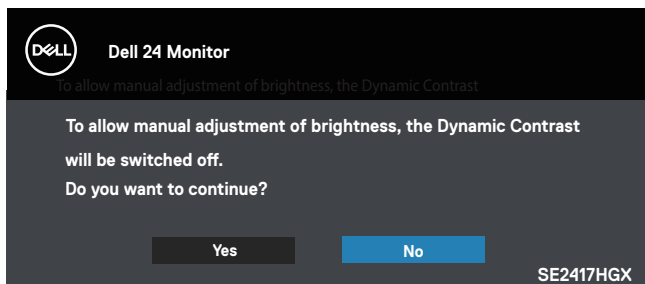 DELL
Dell 24 Monitor
To allow manual adjustment of brightness, the Dynamic Contrast
To allow manual adjustment of brightness, the Dynamic Contrast
will be switched off.
Do you want to continue?
Yes No
SE2417HGX